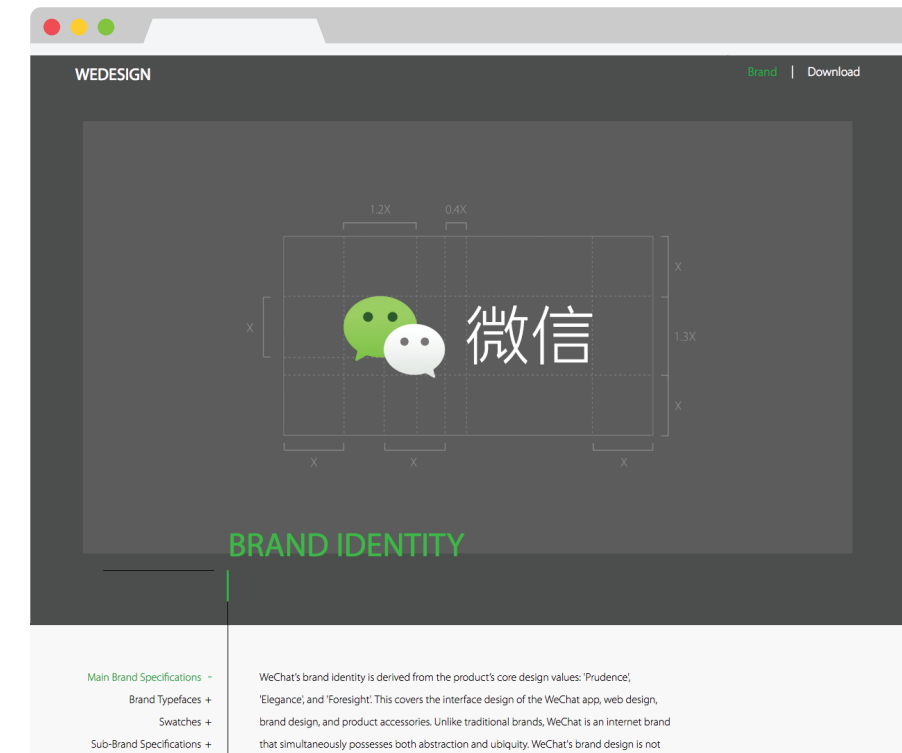 WEDESIGN
Brand | Download
1.2X 0.4X
X
X
微信
1.3X
X
X X X
BRAND IDENTITY
Main Brand Specifications -
Brand Typefaces +
Swatches +
Sub-Brand Specifications +
WeChat's brand identity is derived from the product's core design values: 'Prudence',
'Elegance', and 'Foresight'. This covers the interface design of the WeChat app, web design,
brand design, and product accessories. Unlike traditional brands, WeChat is an internet brand
that simultaneously possesses both abstraction and ubiquity. WeChat's brand design is not